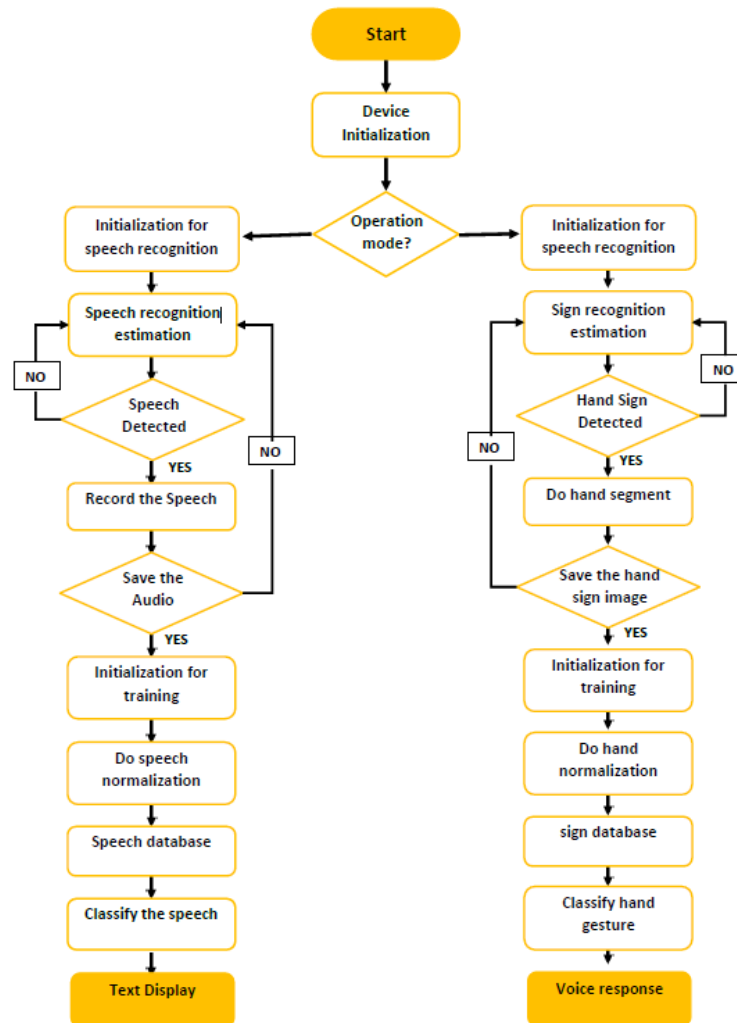 Start
Device
Initialization
Operation
mode?
Initialization for
speech recognition
Speech recognition
estimation
NO
Speech
Detected
NO
YES
Record the Speech
Save the
Audio
YES
Initialization for
training
Do speech
normalization
Speech database
Classify the speech
Text Display
Initialization for
speech recognition
Sign recognition
estimation
NO
Hand Sign
Detected
NO
YES
Do hand segment
Save the hand
sign image
YES
Initialization for
training
Do hand
normalization
sign database
Classify hand
gesture
Voice response